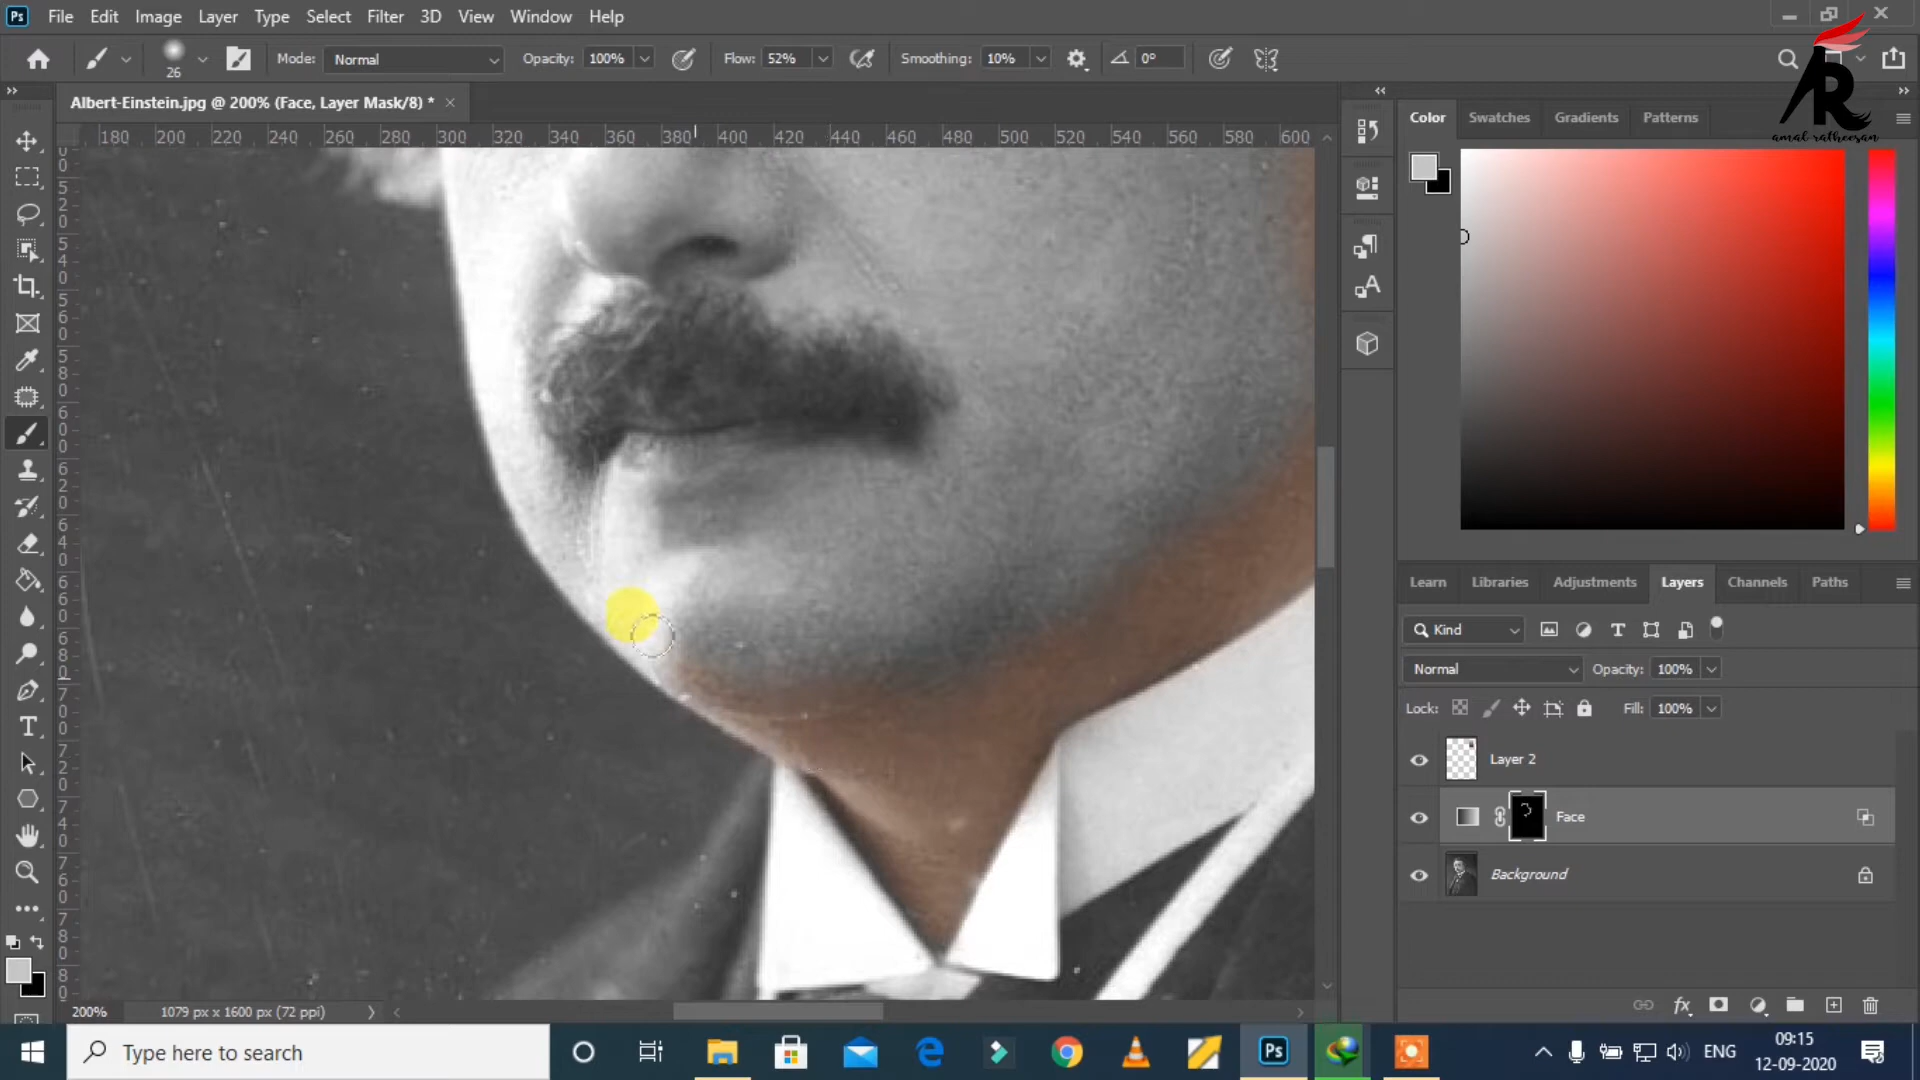 Ps File Edit Image Layer Type Select Filter 3D View Window Help
26 Mode: Normal Opacity: 100% Flow: 52% Smoothing: 10% 0°
Albert-Einstein.jpg @ 200% (Face, Layer Mask/8) * ×
AR
amal ratheesan
180 200 220 240 260 280 300 320 340 360 380 400 420 440 460 480 500 520 540 560 580 600
Color Swatches Gradients Patterns
Learn Libraries Adjustments Layers Channels Paths
Kind
Normal Opacity: 100%
Lock: Fill: 100%
Layer 2
Face
Background
200% 1079 px x 1600 px (72 ppi)
Type here to search
Ps
ENG
09:15
12-09-2020